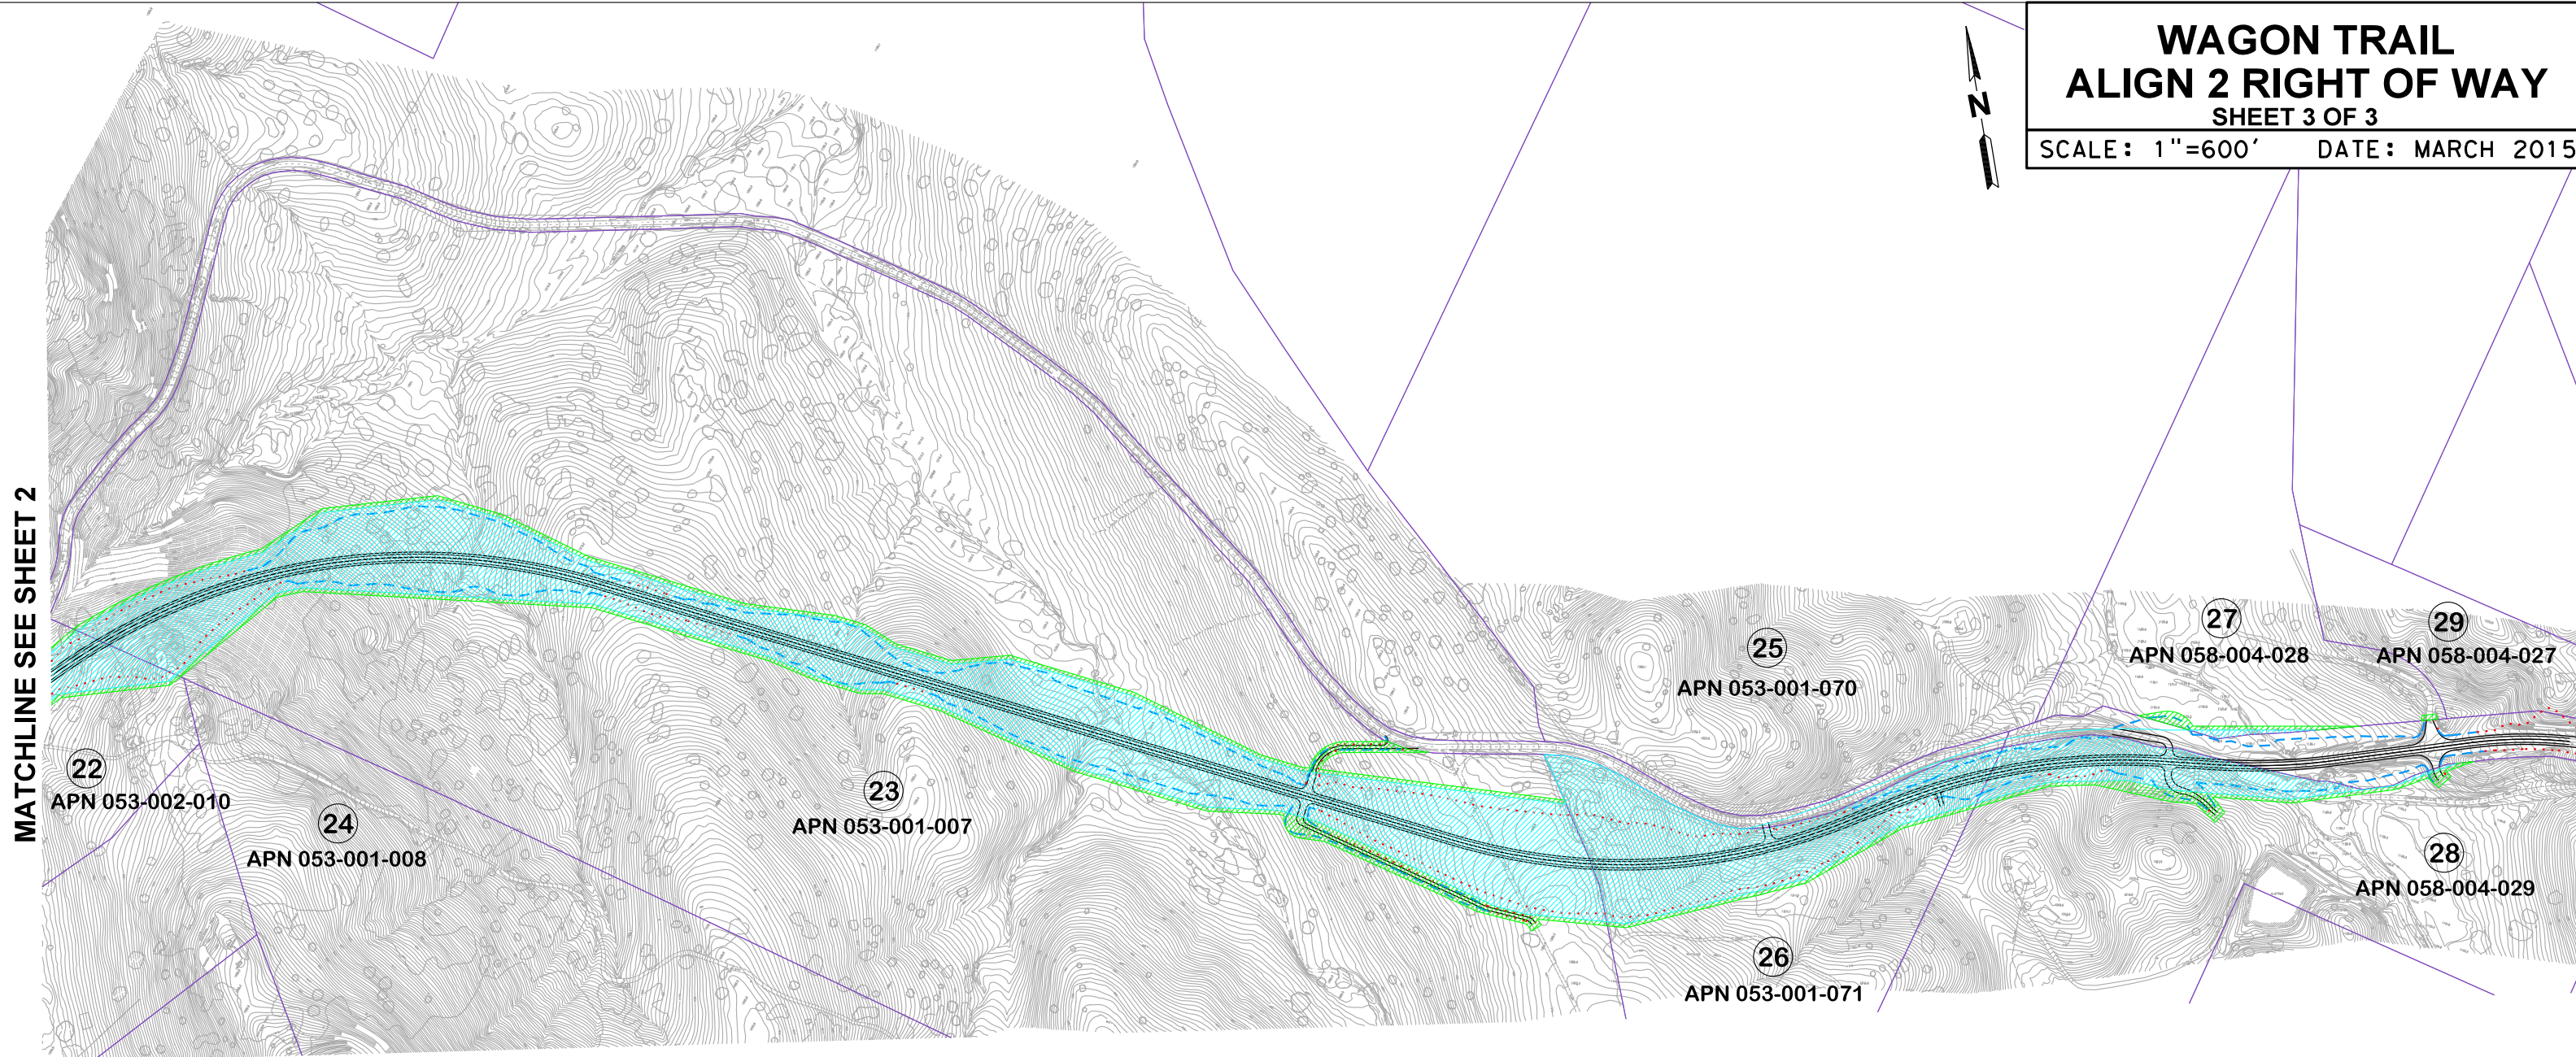 WAGON TRAIL
ALIGN 2 RIGHT OF WAY
SHEET 3 OF 3
SCALE: 1"=600' DATE: MARCH 2015
N
MATCHLINE SEE SHEET 2
22
APN 053-002-010
24
APN 053-001-008
23
APN 053-001-007
25
APN 053-001-070
26
APN 053-001-071
27
APN 058-004-028
29
APN 058-004-027
28
APN 058-004-029